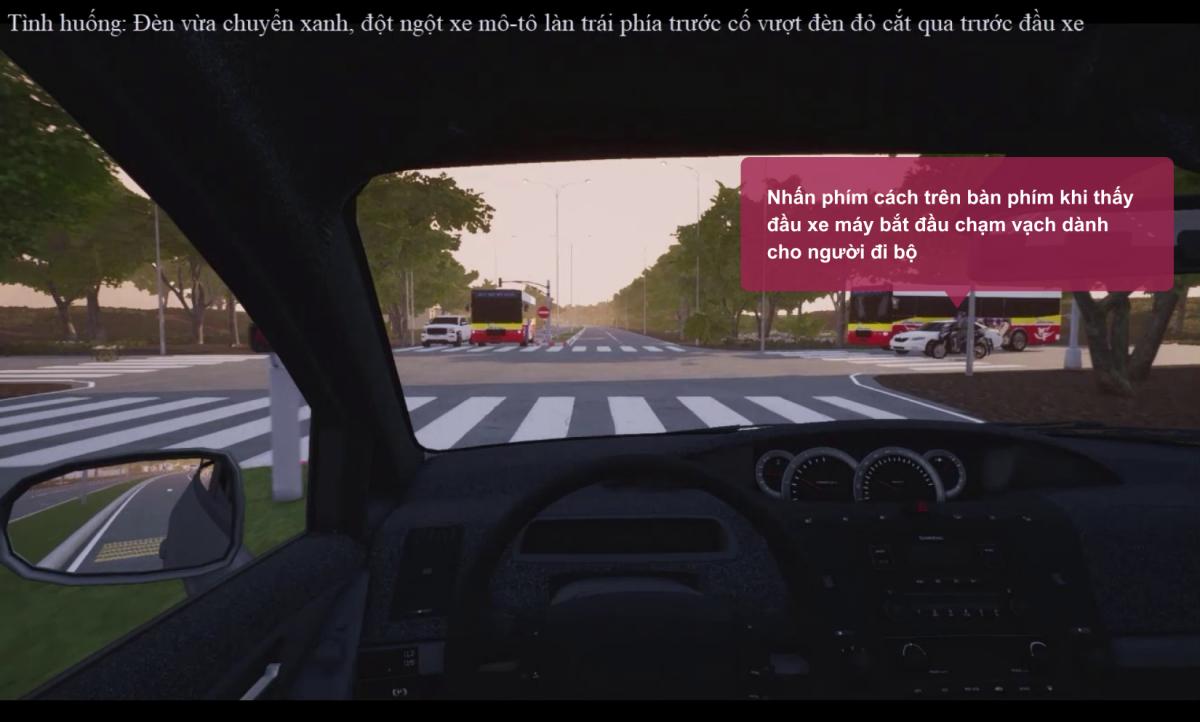 Tình huống: Đèn vừa chuyển xanh, đột ngột xe mô-tô làn trái phía trước cố vượt đèn đỏ cắt qua trước đầu xe
Nhấn phím cách trên bàn phím khi thấy
đầu xe máy bắt đầu chạm vạch dành
cho người đi bộ